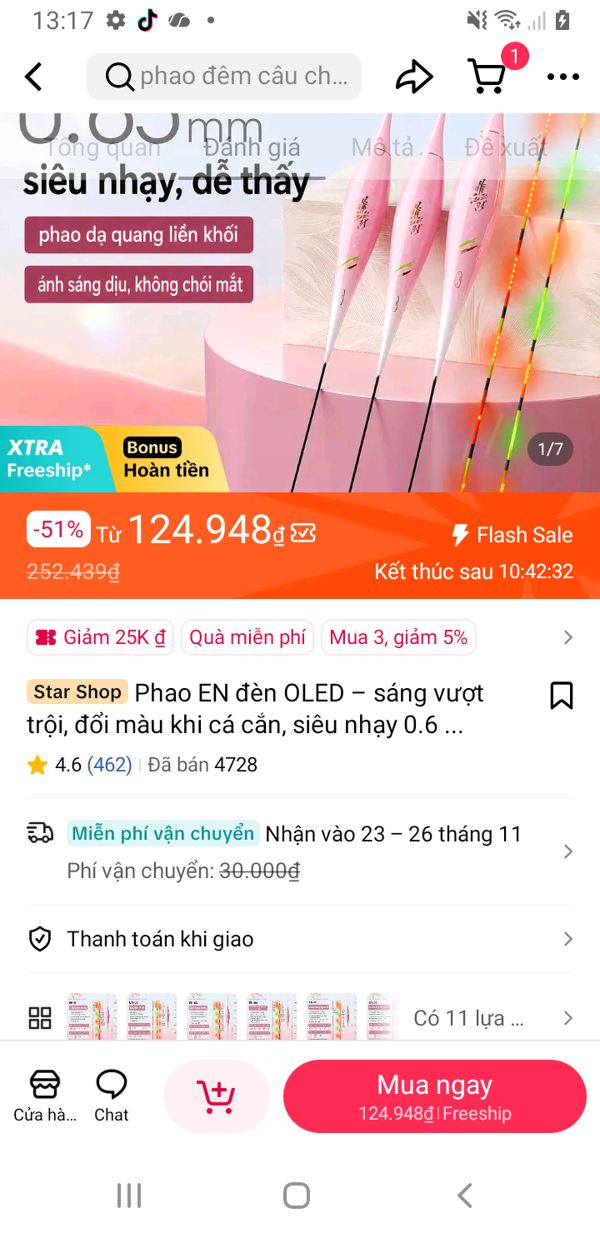 13:17
1
phao đêm câu ch...
0.65mm
Tổng quan Đánh giá Mô tả Đề xuất
siêu nhạy, dễ thấy
phao dạ quang liền khối
ánh sáng dịu, không chói mắt
XTRA
Freeship*
Bonus
Hoàn tiền
1/7
-51% Từ 124.948₫
Flash Sale
252.439₫
Kết thúc sau 10:42:32
Giảm 25K ₫ Quà miễn phí Mua 3, giảm 5%
Star Shop Phao EN đèn OLED – sáng vượt
trội, đổi màu khi cá cắn, siêu nhạy 0.6 ...
4.6 (462) Đã bán 4728
Miễn phí vận chuyển Nhận vào 23 – 26 tháng 11
Phí vận chuyển: 30.000₫
Thanh toán khi giao
Có 11 lựa ...
Cửa hà...
Chat
Mua ngay
124.948₫ | Freeship